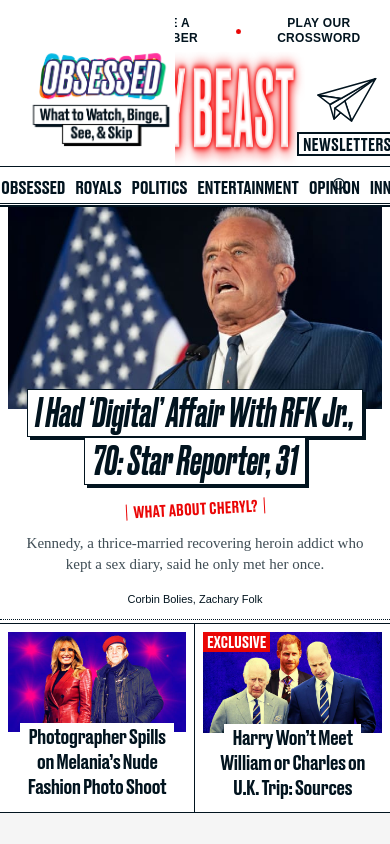 E A
BER
PLAY OUR
CROSSWORD
OBSESSED
What to Watch, Binge,
See, & Skip
Y BEAST
NEWSLETTERS
OBSESSED ROYALS POLITICS ENTERTAINMENT OPINION INN
I Had ‘Digital’ Affair With RFK Jr.,
70: Star Reporter, 31
WHAT ABOUT CHERYL?
Kennedy, a thrice-married recovering heroin addict who
kept a sex diary, said he only met her once.
Corbin Bolies, Zachary Folk
Photographer Spills
on Melania’s Nude
Fashion Photo Shoot
EXCLUSIVE
Harry Won’t Meet
William or Charles on
U.K. Trip: Sources